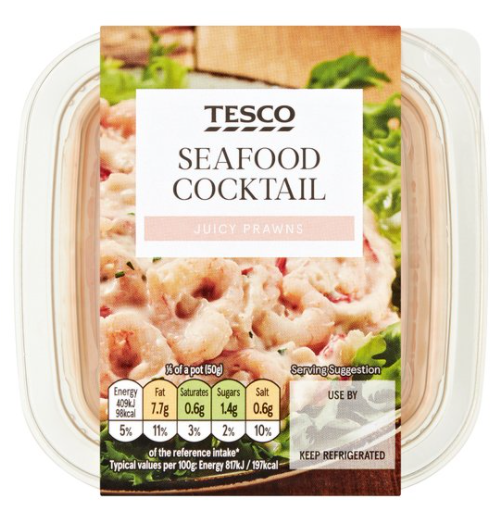 TESCO
SEAFOOD
COCKTAIL
JUICY PRAWNS
of a pot (50g)
Serving Suggestion
Energy
409kJ
98kcal
5%
Fat
7.7g
11%
Saturates
0.6g
3%
Sugars
1.4g
2%
Salt
0.6g
10%
of the reference intake*
Typical values per 100g: Energy 817kJ / 197kcal
USE BY
KEEP REFRIGERATED